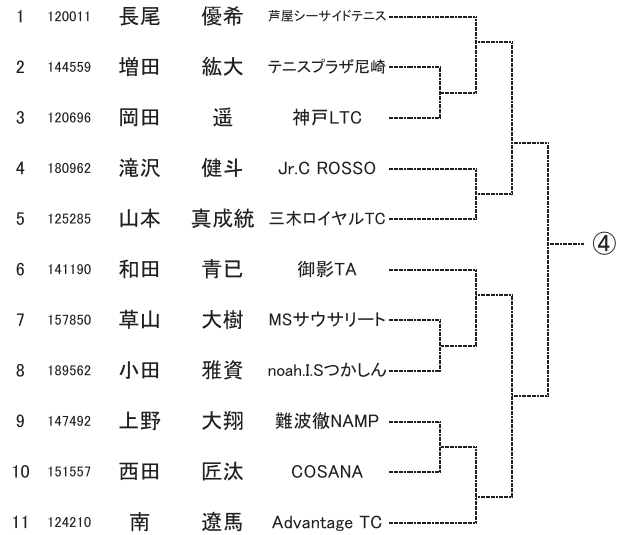 1 120011 長尾 優希 芦屋シーサイドテニス
2 144559 増田 紘大 テニスプラザ尼崎
3 120696 岡田 遥 神戸LTC
4 180962 滝沢 健斗 Jr.C ROSSO
5 125285 山本 真成統 三木ロイヤルTC
④
6 141190 和田 青已 御影TA
7 157850 草山 大樹 MSサウサリート
8 189562 小田 雅資 noah.I.Sつかしん
9 147492 上野 大翔 難波徹NAMP
10 151557 西田 匠汰 COSANA
11 124210 南 遼馬 Advantage TC